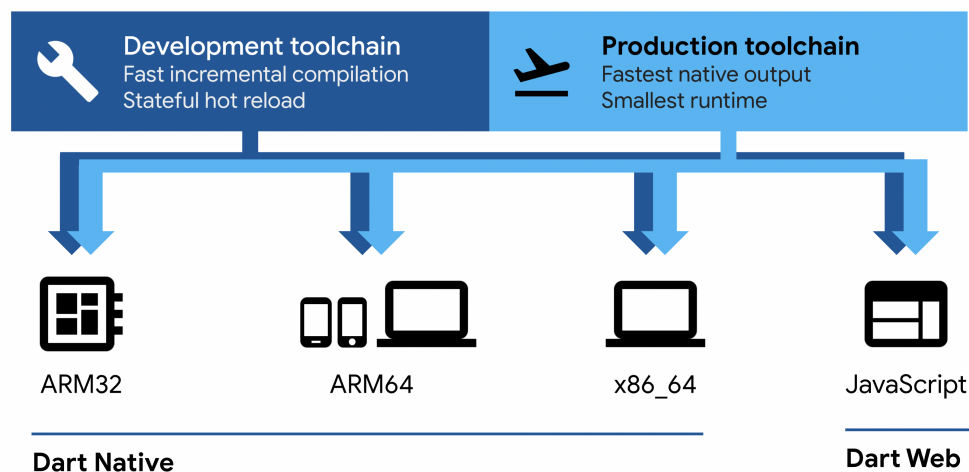 Development toolchain
Fast incremental compilation
Stateful hot reload
Production toolchain
Fastest native output
Smallest runtime
ARM32
ARM64
x86_64
JavaScript
Dart Native
Dart Web